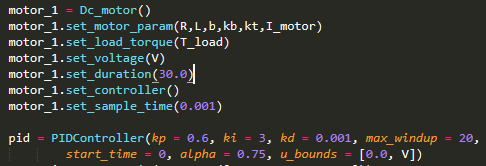 motor_1 = Dc_motor()
motor_1.set_motor_param(R,L,b,kb,kt,I_motor)
motor_1.set_load_torque(T_load)
motor_1.set_voltage(V)
motor_1.set_duration(30.0)
motor_1.set_controller()
motor_1.set_sample_time(0.001)
pid = PIDController(kp = 0.6, ki = 3, kd = 0.001, max_windup = 20,
start_time = 0, alpha = 0.75, u_bounds = [0.0, V])